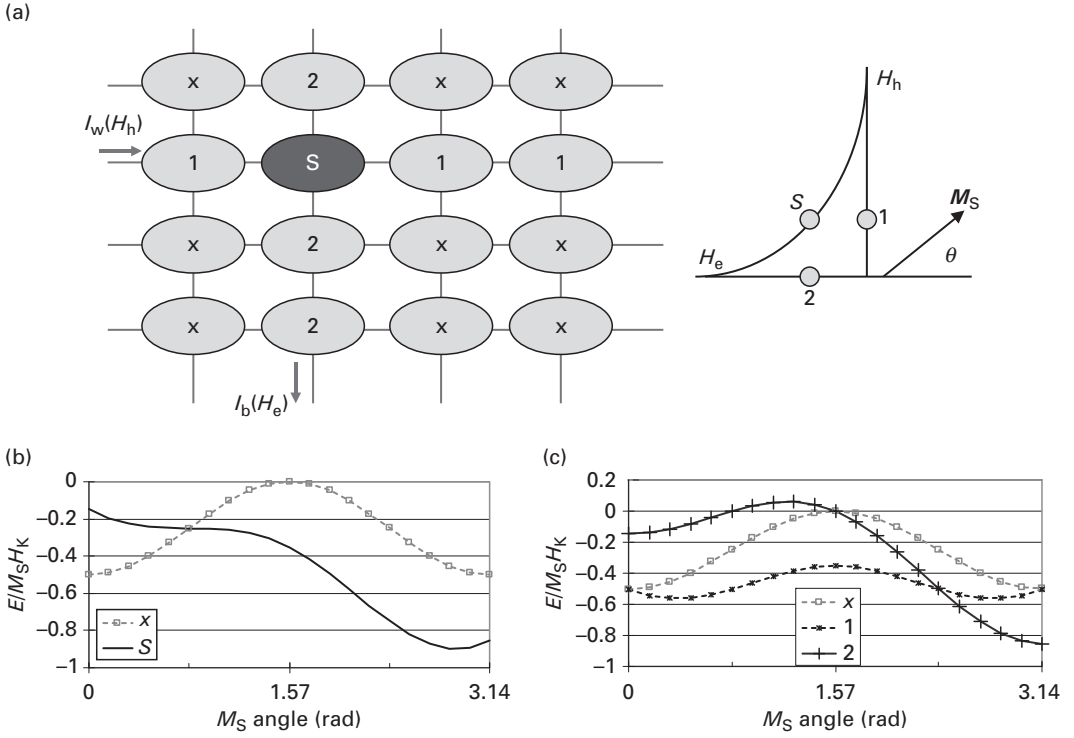 (a)
x 2 x x
I_w(H_h)
1 S 1 1
x 2 x x
x 2 x x
I_b(H_e)
H_h
S
1
M_S
H_e
θ
2
(b)
0
−0.2
−0.4
−0.6
−0.8
−1
E/M_SH_K
x
S
0 1.57 3.14
M_S angle (rad)
(c)
0.2
0
−0.2
−0.4
−0.6
−0.8
−1
E/M_SH_K
x
1
2
0 1.57 3.14
M_S angle (rad)